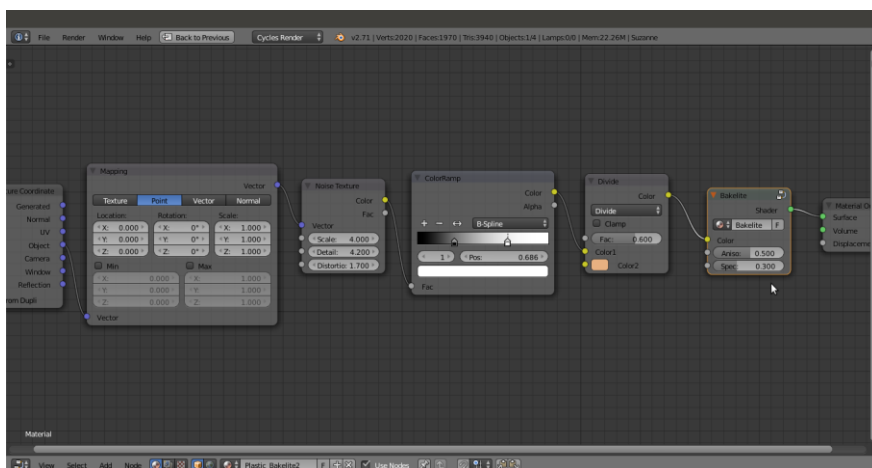 File Render Window Help Back to Previous Cycles Render v2.71 | Verts:2020 | Faces:1970 | Tris:3940 | Objects:1/4 | Lamps:0/0 | Mem:22.26M | Suzanne
ure Coordinate
Generated
Normal
UV
Object
Camera
Window
Reflection
rom Dupli
Mapping
Vector
Texture Point Vector Normal
Location: Rotation: Scale:
X: 0.000 X: 0° X: 1.000
Y: 0.000 Y: 0° Y: 1.000
Z: 0.000 Z: 0° Z: 1.000
Min Max
X: 0.000 X: 1.000
Y: 0.000 Y: 1.000
Z: 0.000 Z: 1.000
Vector
Noise Texture
Color
Fac
Vector
Scale: 4.000
Detail: 4.200
Distortio: 1.700
ColorRamp
Color
Alpha
B-Spline
1 Pos: 0.686
Fac
Divide
Color
Divide
Clamp
Fac: 0.600
Color1
Color2
Bakelite
Shader
Bakelite F
Color
Aniso: 0.500
Spec 0.300
Material O
Surface
Volume
Displaceme
Material
View Select Add Node Plastic_Bakelite2 F Use Nodes